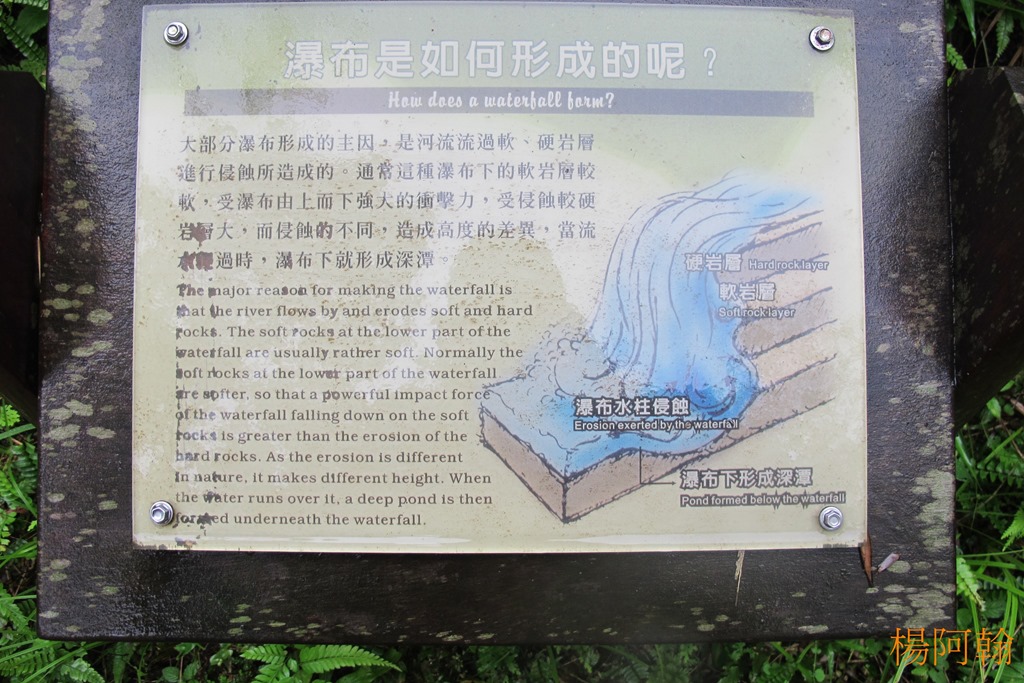 瀑布是如何形成的呢？
How does a waterfall form?
大部分瀑布形成的主因，是河流流過軟、硬岩層
進行侵蝕所造成的。通常這種瀑布下的軟岩層較
軟，受瀑布由上而下強大的衝擊力，受侵蝕較硬
岩層大，而侵蝕的不同，造成高度的差異，當流
水 過時，瀑布下就形成深潭。
The major reason for making the waterfall is
that the river flows by and erodes soft and hard
rocks. The soft rocks at the lower part of the
waterfall are usually rather soft. Normally the
soft rocks at the lower part of the waterfall
are softer, so that a powerful impact force
of the waterfall falling down on the soft
rocks is greater than the erosion of the
hard rocks. As the erosion is different
in nature, it makes different height. When
the water runs over it, a deep pond is then
formed underneath the waterfall.
硬岩層 Hard rock layer
軟岩層
Soft rock layer
瀑布水柱侵蝕
Erosion exerted by the waterfall
瀑布下形成深潭
Pond formed below the waterfall
楊阿翰